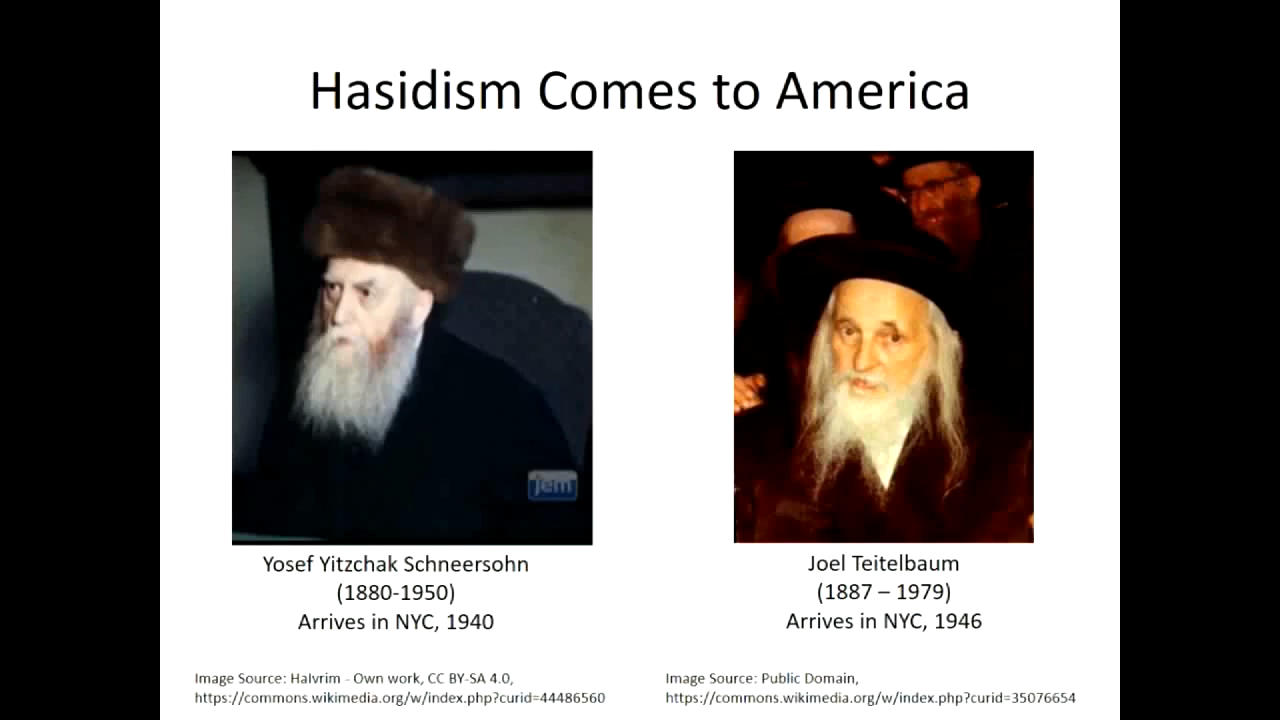 Hasidism Comes to America
jem
Yosef Yitzchak Schneersohn
(1880-1950)
Arrives in NYC, 1940
Joel Teitelbaum
(1887 – 1979)
Arrives in NYC, 1946
Image Source: Halvrim - Own work, CC BY-SA 4.0,
https://commons.wikimedia.org/w/index.php?curid=44486560
Image Source: Public Domain,
https://commons.wikimedia.org/w/index.php?curid=35076654